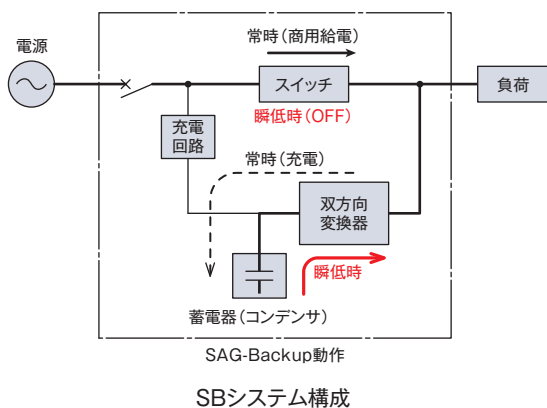 常時(商用給電)
電源
スイッチ
負荷
瞬低時(OFF)
充電
回路
常時(充電)
双方向
変換器
瞬低時
蓄電器(コンデンサ)
SAG-Backup動作
SBシステム構成